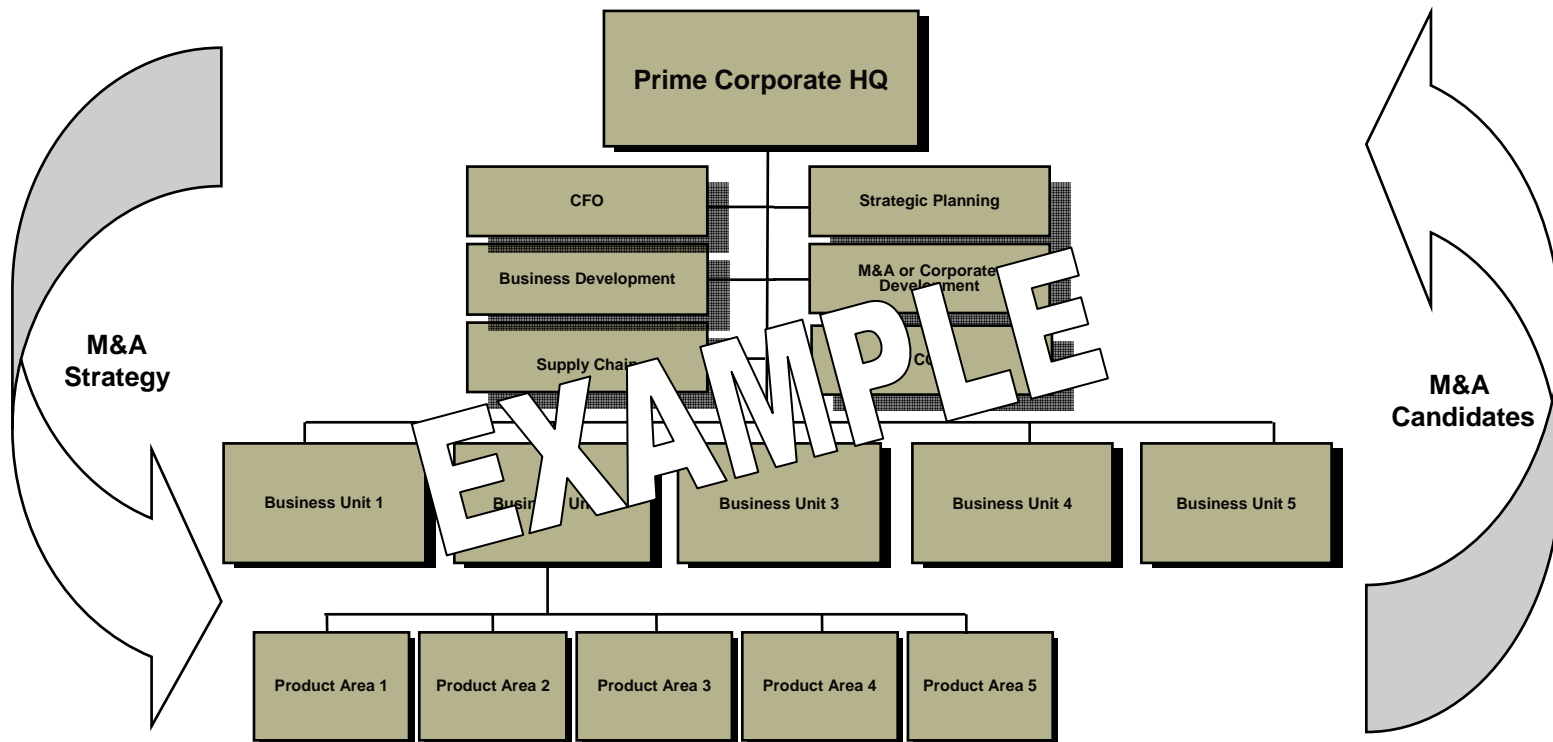 Prime Corporate HQ
CFO
Strategic Planning
Business Development
M&A or Corporate
Development
Supply Chain
EXAMPLE
M&A
Strategy
M&A
Candidates
Business Unit 1
Business Unit 3
Business Unit 4
Business Unit 5
Product Area 1
Product Area 2
Product Area 3
Product Area 4
Product Area 5